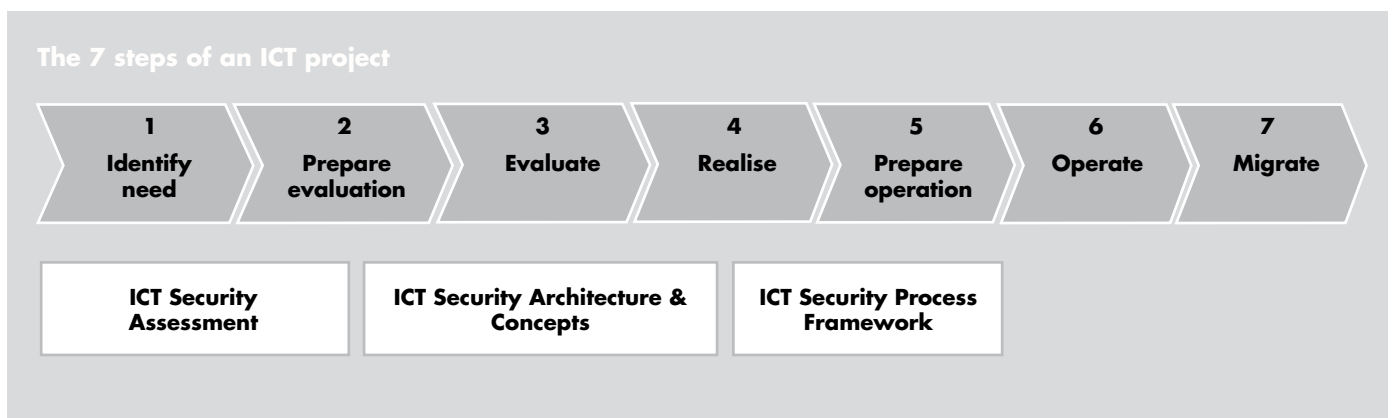 The 7 steps of an ICT project
1
Identify
need
2
Prepare
evaluation
3
Evaluate
4
Realise
5
Prepare
operation
6
Operate
7
Migrate
ICT Security
Assessment
ICT Security Architecture &
Concepts
ICT Security Process
Framework